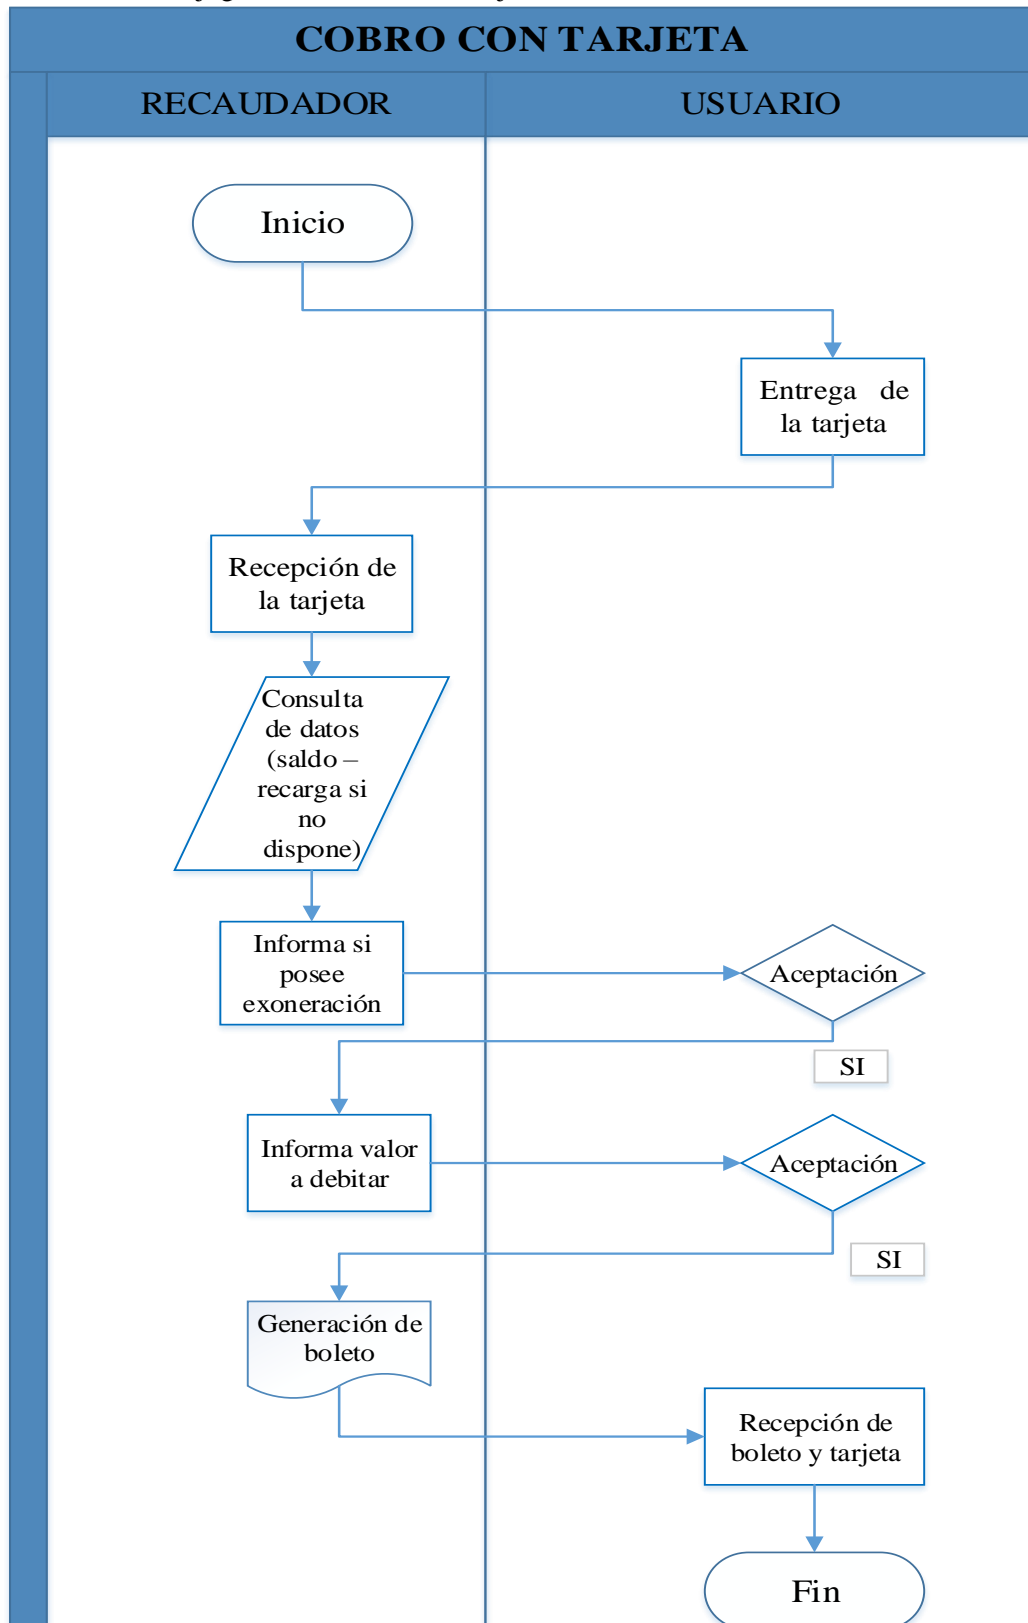 COBRO CON TARJETA
RECAUDADOR
USUARIO
Inicio
Entrega de
la tarjeta
Recepción de
la tarjeta
Consulta
de datos
(saldo –
recarga si
no
dispone)
Informa si
posee
exoneración
Aceptación
SI
Informa valor
a debitar
Aceptación
SI
Generación de
boleto
Recepción de
boleto y tarjeta
Fin